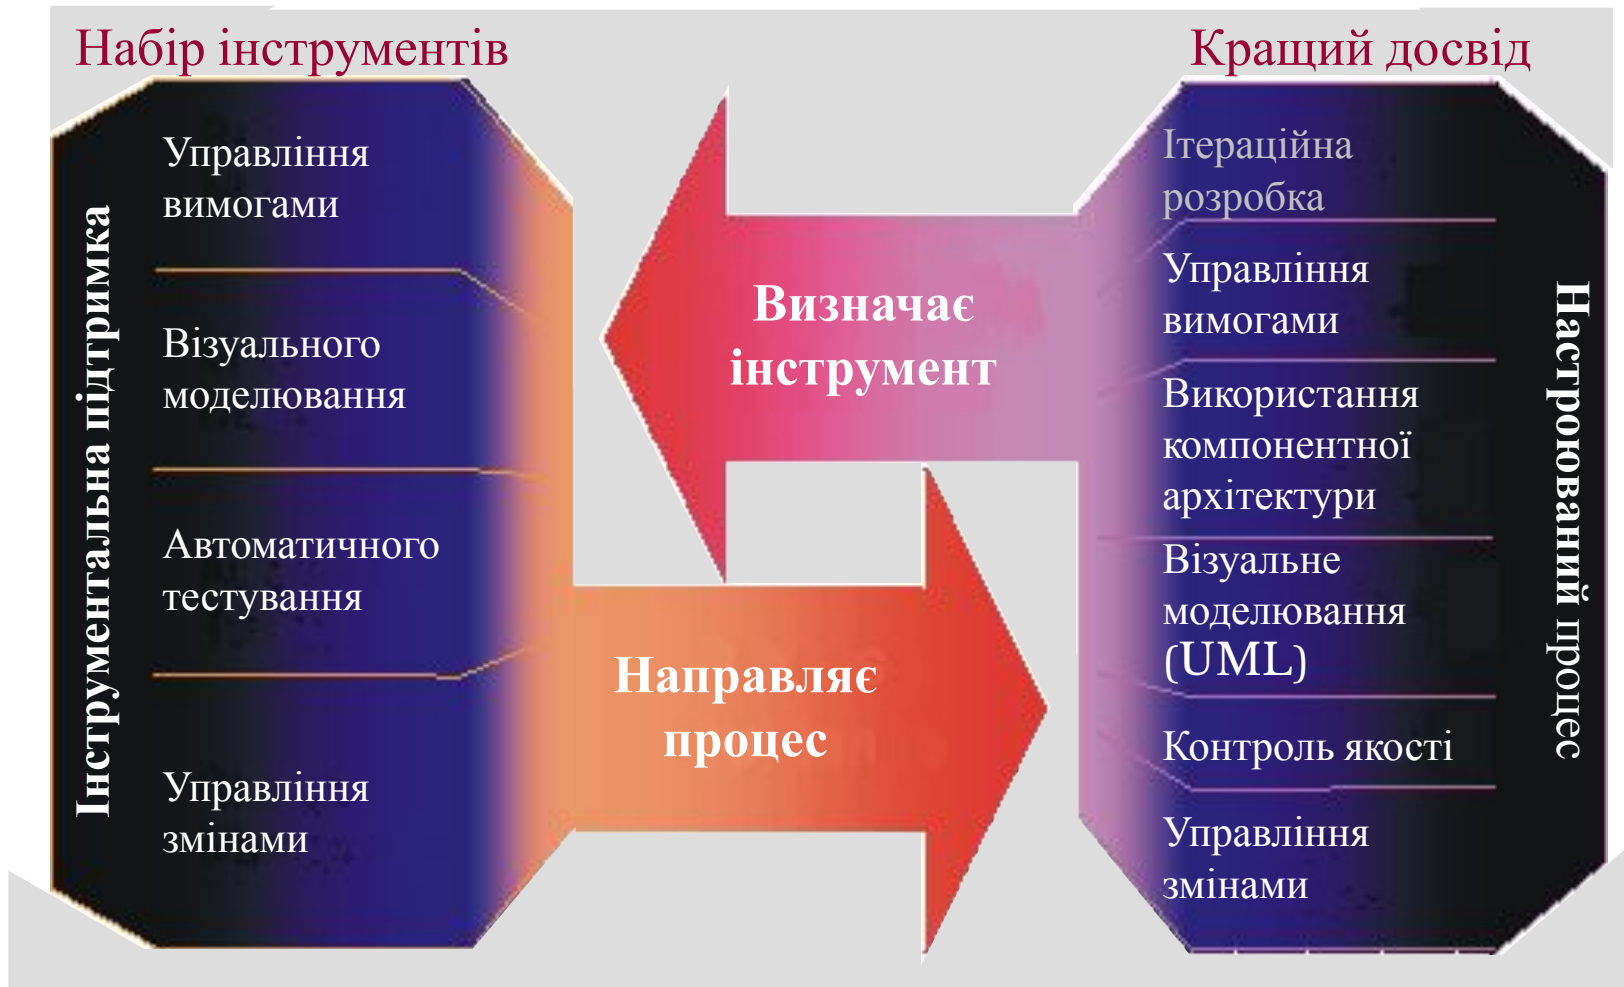 Набір інструментів
Інструментальна підтримка
Управління
вимогами
Візуального
моделювання
Автоматичного
тестування
Управління
змінами
Визначає
інструмент
Направляє
процес
Кращий досвід
Ітераційна
розробка
Управління
вимогами
Використання
компонентної
архітектури
Візуальне
моделювання
(UML)
Контроль якості
Управління
змінами
Настроюваний процес